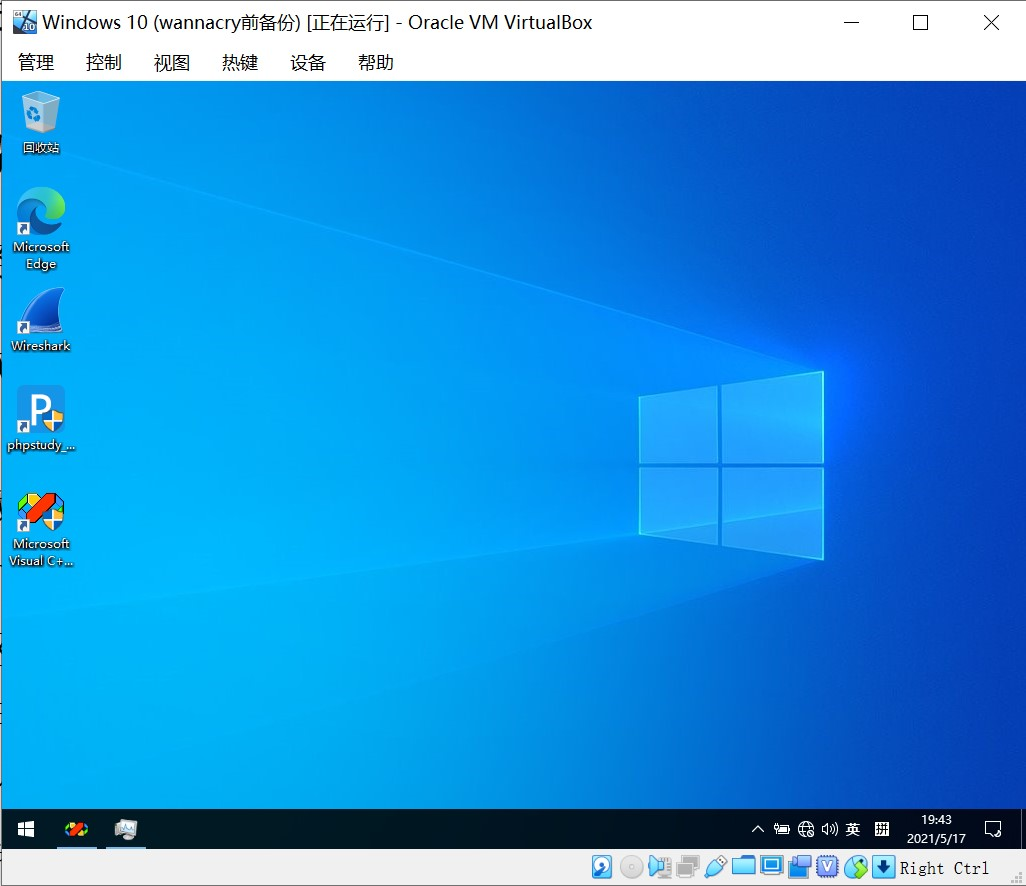 Windows 10 (wannacry前备份) [正在运行] - Oracle VM VirtualBox
管理 控制 视图 热键 设备 帮助
回收站
Microsoft
Edge
Wireshark
phpstudy_...
Microsoft
Visual C+...
英 拼 19:43
2021/5/17
Right Ctrl